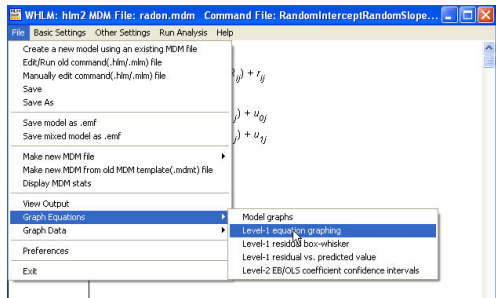 WHLM: hlm2 MDM File: radon.mdm Command File: RandomInterceptRandomSlope...
File Basic Settings Other Settings Run Analysis Help
Create a new model using an existing MDM file
Edit/Run old command(.hlm/.mlm) file
Manually edit command(.hlm) file
Save
Save As
Save model as .emf
Save mixed model as .emf
Make new MDM file
Make new MDM from old MDM template(.mdmt) file
Display MDM stats
View Output
Graph Equations
Graph Data
Preferences
Exit
ij) + rij
j) + u0j
j) + u1j
Model graphs
Level-1 equation graphing
Level-1 residual box-whisker
Level-1 residual vs. predicted value
Level-2 EB/OLS coefficient confidence intervals